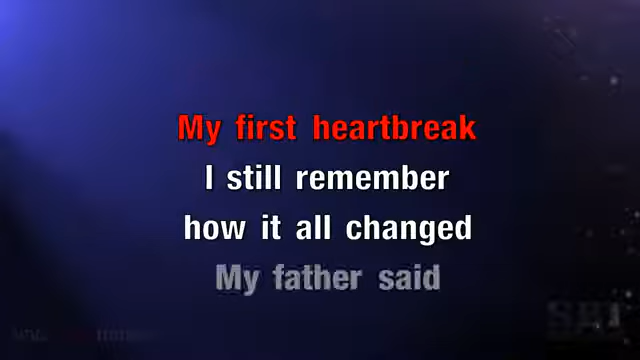 My first heartbreak
I still remember
how it all changed
My father said